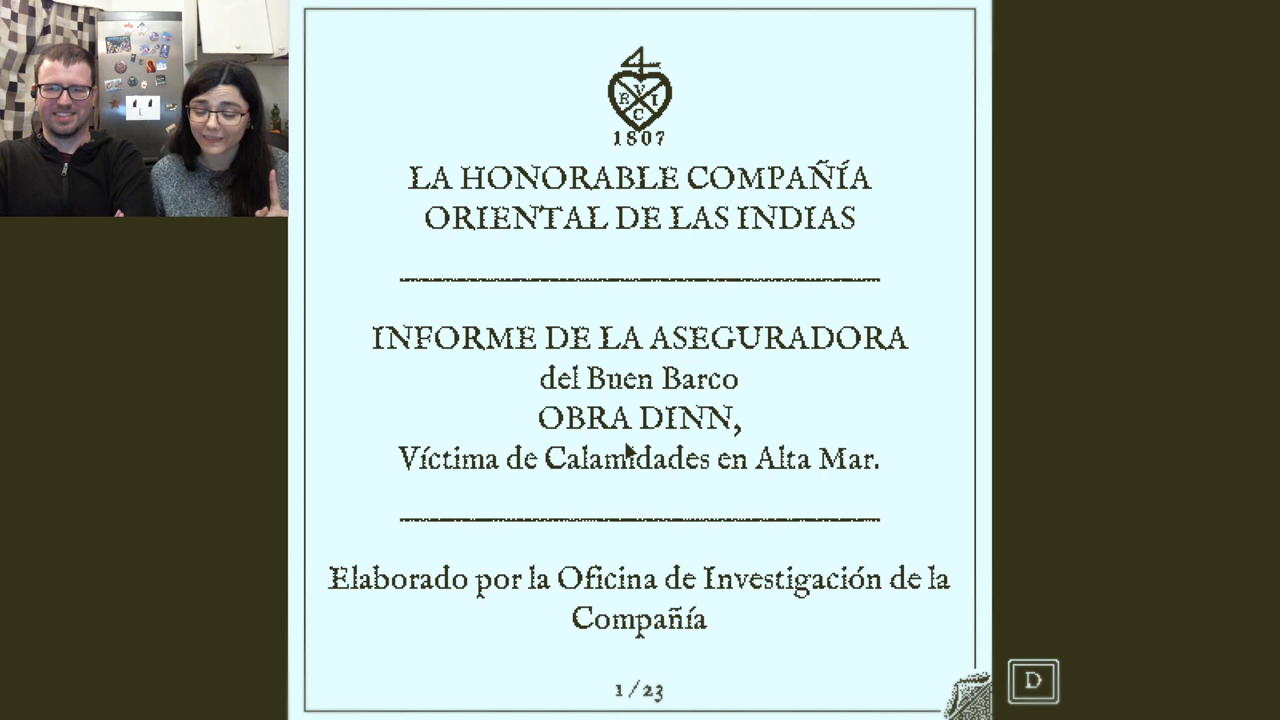 4
V
R I
C
1807
LA HONORABLE COMPAÑÍA
ORIENTAL DE LAS INDIAS
INFORME DE LA ASEGURADORA
del Buen Barco
OBRA DINN,
Víctima de Calamidades en Alta Mar.
Elaborado por la Oficina de Investigación de la
Compañía
1/23
D